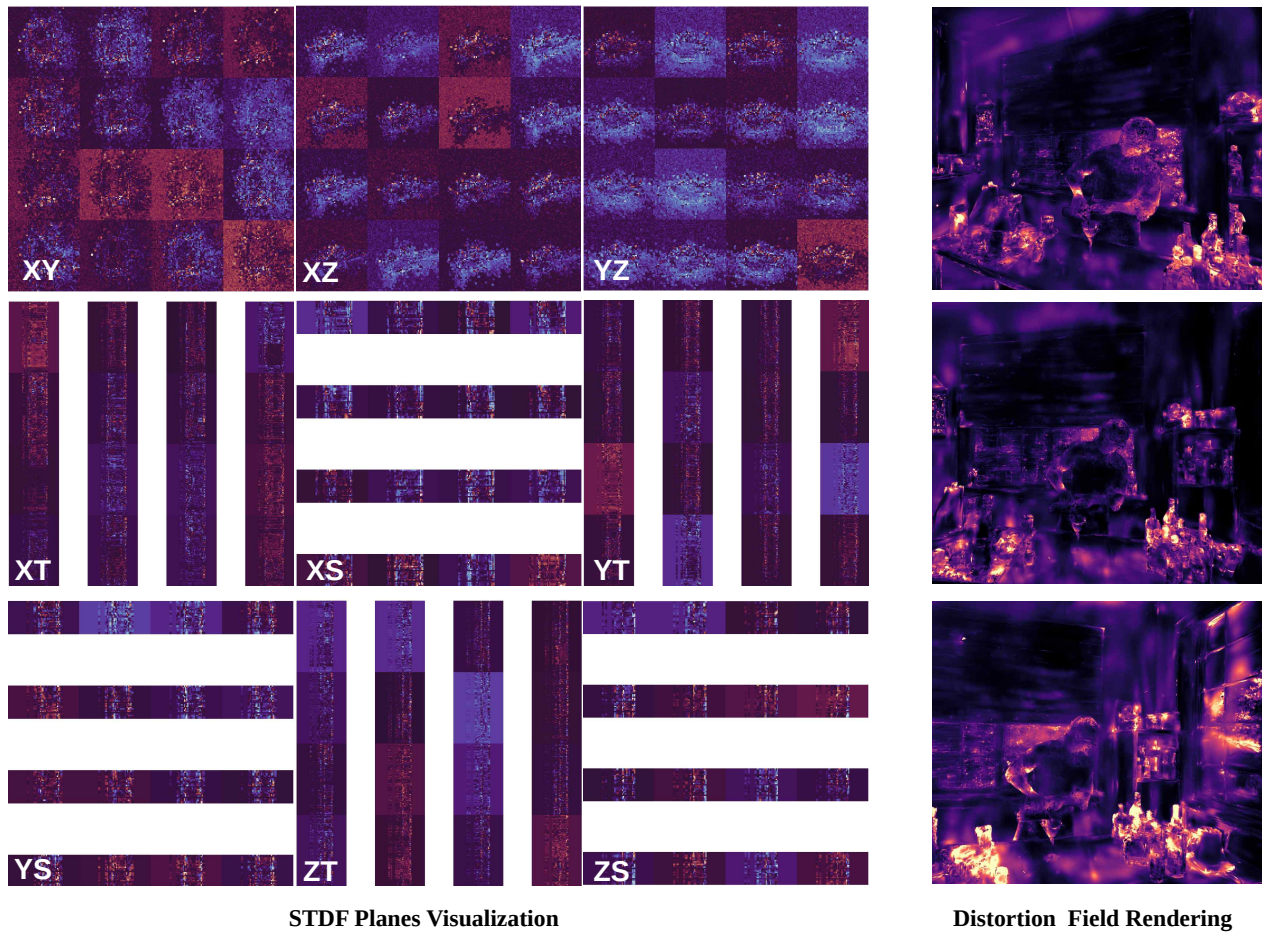 XY
XZ
YZ
XT
XS
YT
YS
ZT
ZS
STDF Planes Visualization
Distortion Field Rendering